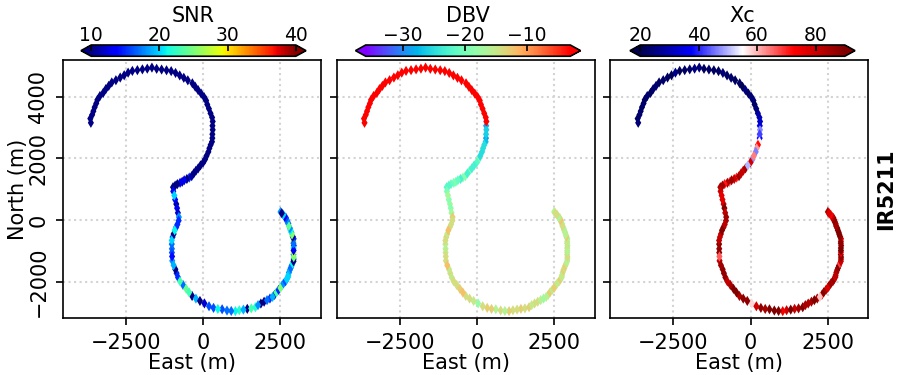 SNR DBV Xc
10 20 30 40 −30 −20 −10 20 40 60 80
North (m)
4000
2000
0
−2000
−2500 0 2500 −2500 0 2500 −2500 0 2500
East (m) East (m) East (m)
IR5211